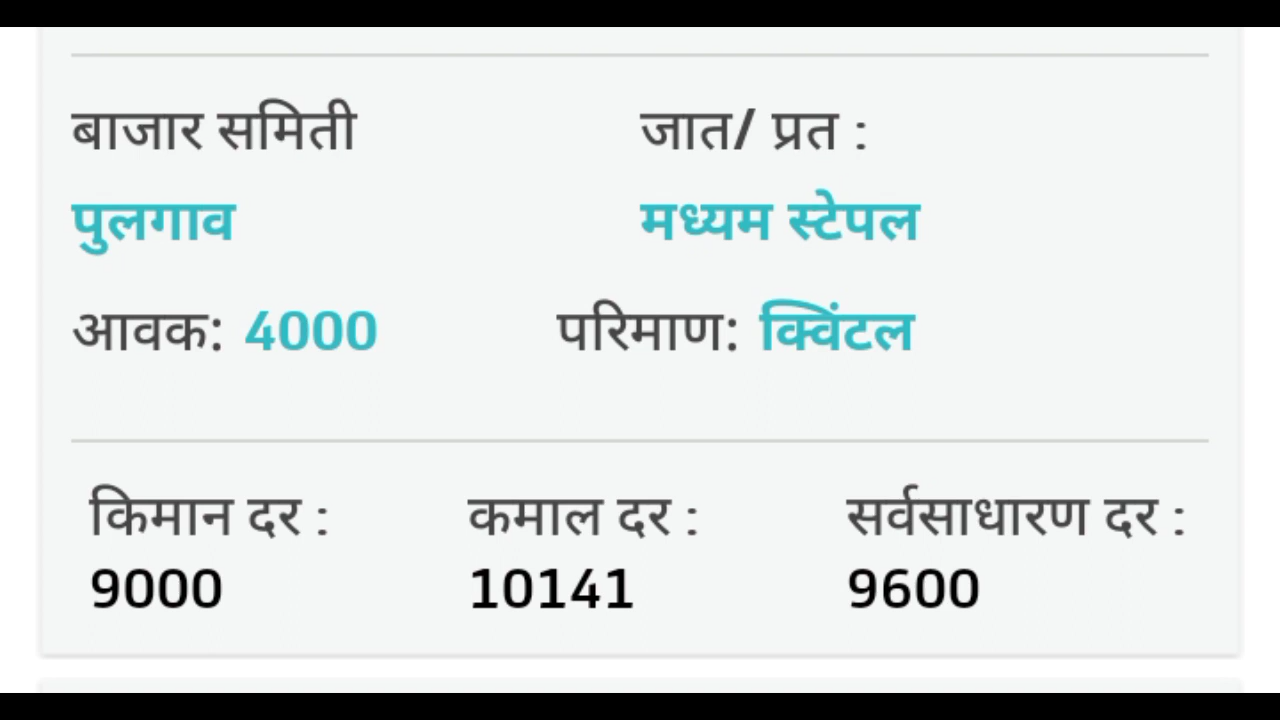 बाजार समिती जात/ प्रत :
पुलगाव मध्यम स्टेपल
आवक: 4000 परिमाण: क्विंटल
किमान दर : कमाल दर : सर्वसाधारण दर :
9000 10141 9600